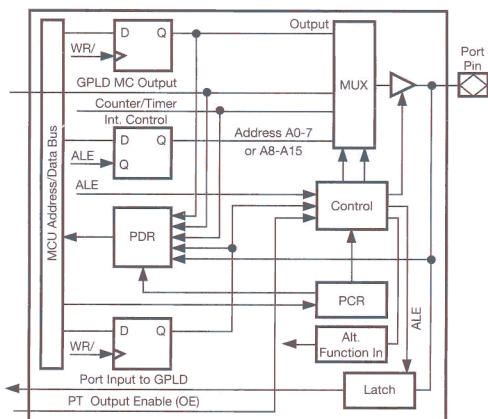 Output
D Q
WR/
Port
Pin
MUX
GPLD MC Output
Counter/Timer
Int. Control
D
Q
Address A0-7
or A8-A15
ALE
ALE
Control
MCU Address/Data Bus
PDR
PCR
ALE
D Q
WR/
Alt.
Function In
Port Input to GPLD
Latch
PT Output Enable (OE)